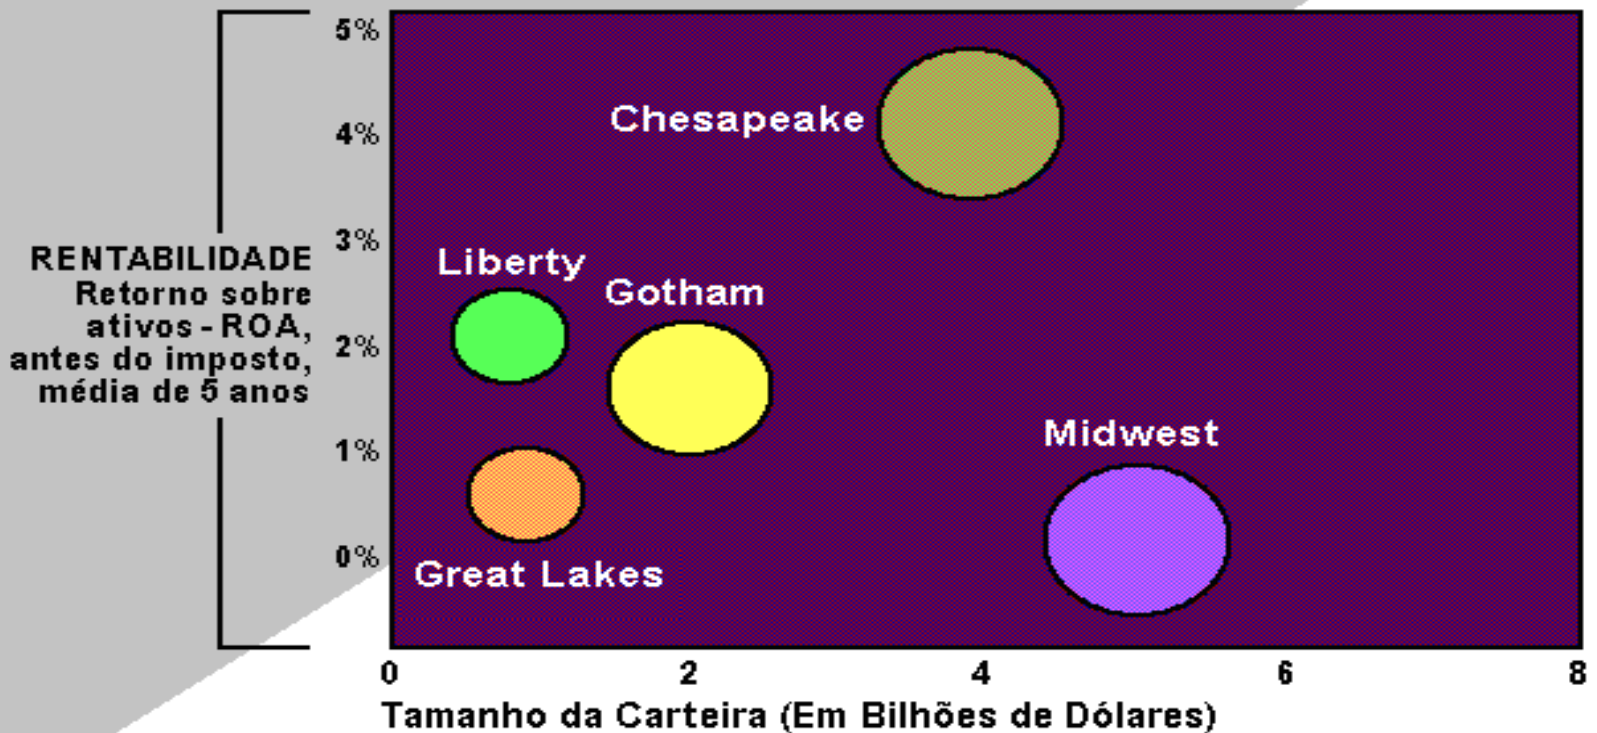 5%
4%
3%
2%
1%
0%
RENTABILIDADE
Retorno sobre
ativos - ROA,
antes do imposto,
média de 5 anos
Chesapeake
Liberty
Gotham
Midwest
Great Lakes
0 2 4 6 8
Tamanho da Carteira (Em Bilhões de Dólares)